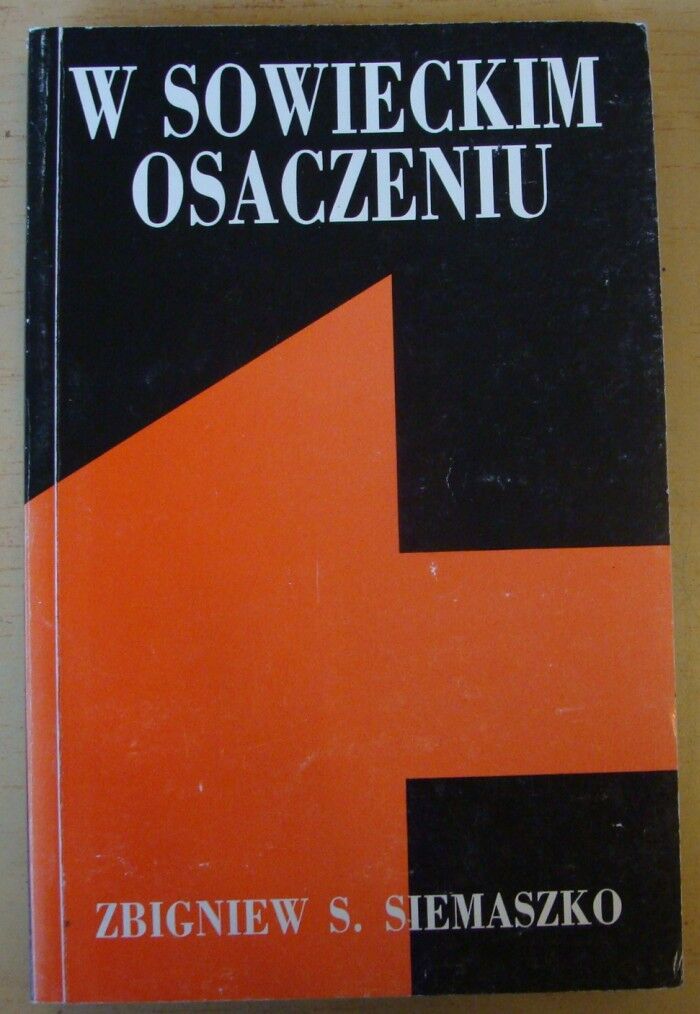 W SOWIECKIM
OSACZENIU
ZBIGNIEW S. SIEMASZKO